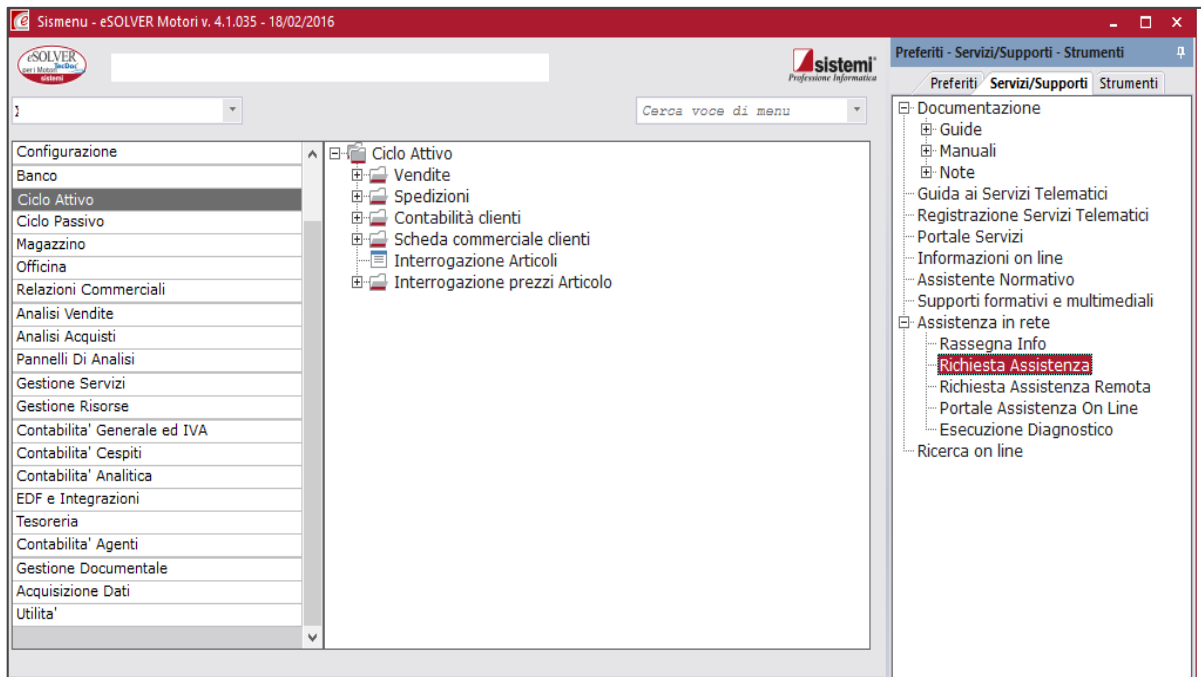 Sismenu - eSOLVER Motori v. 4.1.035 - 18/02/2016
eSOLVER
per i Motori TecDoc
sistemi
sistemi
Professione Informatica
Cerca voce di menu
Configurazione
Banco
Ciclo Attivo
Ciclo Passivo
Magazzino
Officina
Relazioni Commerciali
Analisi Vendite
Analisi Acquisti
Pannelli Di Analisi
Gestione Servizi
Gestione Risorse
Contabilita' Generale ed IVA
Contabilita' Cespiti
Contabilita' Analitica
EDF e Integrazioni
Tesoreria
Contabilita' Agenti
Gestione Documentale
Acquisizione Dati
Utilita'
Ciclo Attivo
Vendite
Spedizioni
Contabilità clienti
Scheda commerciale clienti
Interrogazione Articoli
Interrogazione prezzi Articolo
Preferiti - Servizi/Supporti - Strumenti
Preferiti Servizi/Supporti Strumenti
Documentazione
Guide
Manuali
Note
Guida ai Servizi Telematici
Registrazione Servizi Telematici
Portale Servizi
Informazioni on line
Assistente Normativo
Supporti formativi e multimediali
Assistenza in rete
Rassegna Info
Richiesta Assistenza
Richiesta Assistenza Remota
Portale Assistenza On Line
Esecuzione Diagnostico
Ricerca on line